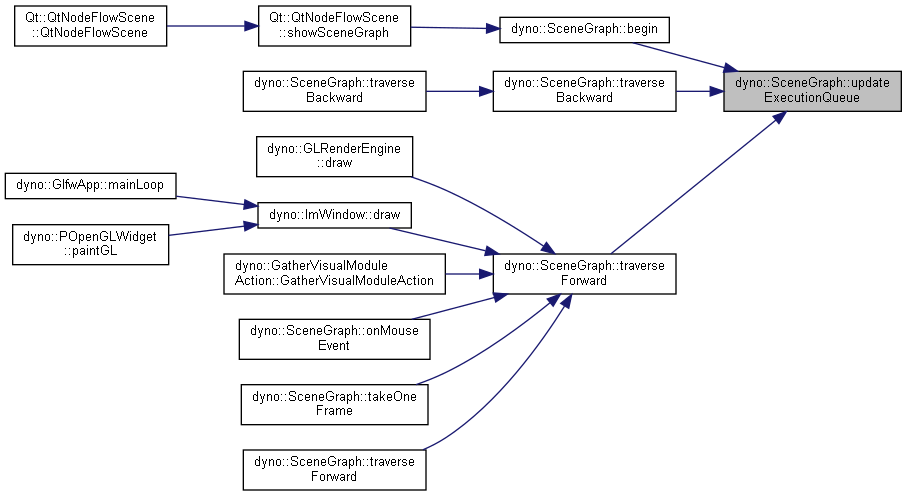 Qt::QtNodeFlowScene
::QtNodeFlowScene
Qt::QtNodeFlowScene
::showSceneGraph
dyno::SceneGraph::begin
dyno::SceneGraph::update
ExecutionQueue
dyno::SceneGraph::traverse
Backward
dyno::SceneGraph::traverse
Backward
dyno::GLRenderEngine
::draw
dyno::GlfwApp::mainLoop
dyno::ImWindow::draw
dyno::POpenGLWidget
::paintGL
dyno::GatherVisualModule
Action::GatherVisualModuleAction
dyno::SceneGraph::traverse
Forward
dyno::SceneGraph::onMouse
Event
dyno::SceneGraph::takeOne
Frame
dyno::SceneGraph::traverse
Forward